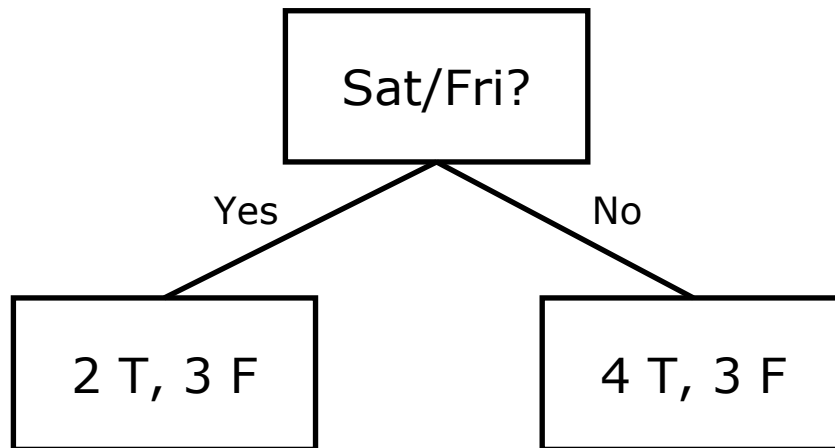 Sat/Fri?
Yes
No
2 T, 3 F
4 T, 3 F